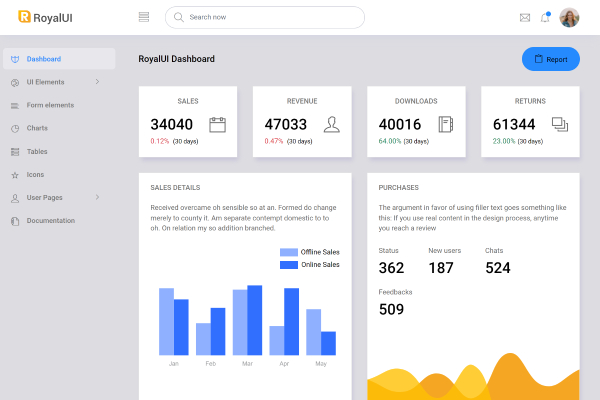 RoyalUI
Search now
Dashboard
UI Elements
Form elements
Charts
Tables
Icons
User Pages
Documentation
RoyalUI Dashboard
Report
SALES
34040
0.12% (30 days)
REVENUE
47033
0.47% (30 days)
DOWNLOADS
40016
64.00% (30 days)
RETURNS
61344
23.00% (30 days)
SALES DETAILS
Received overcame oh sensible so at an. Formed do change
merely to county it. Am separate contempt domestic to to
oh. On relation my so addition branched.
Offline Sales
Online Sales
Jan Feb Mar Apr May
PURCHASES
The argument in favor of using filler text goes something like
this: If you use real content in the design process, anytime
you reach a review
Status New users Chats
362 187 524
Feedbacks
509